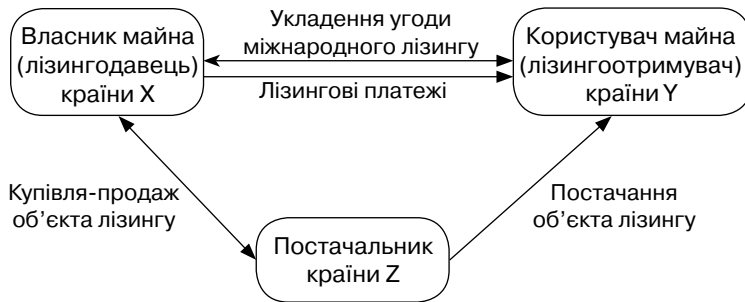 Власник майна
(лізингодавець)
країни X
Укладення угоди
міжнародного лізингу
Лізингові платежі
Користувач майна
(лізингоотримувач)
країни Y
Купівля-продаж
об’єкта лізингу
Постачання
об’єкта лізингу
Постачальник
країни Z